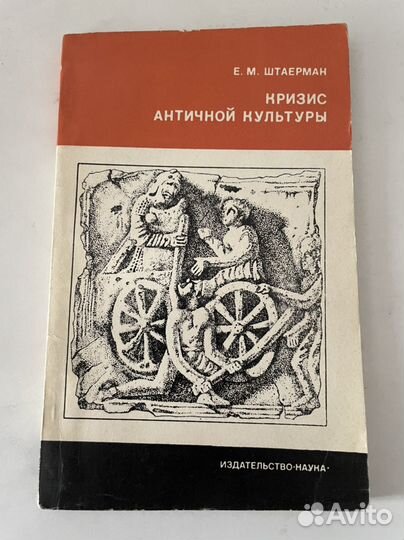 Е. М. ШТАЕРМАН
КРИЗИС
АНТИЧНОЙ КУЛЬТУРЫ
ИЗДАТЕЛЬСТВО·НАУКА·
Avito